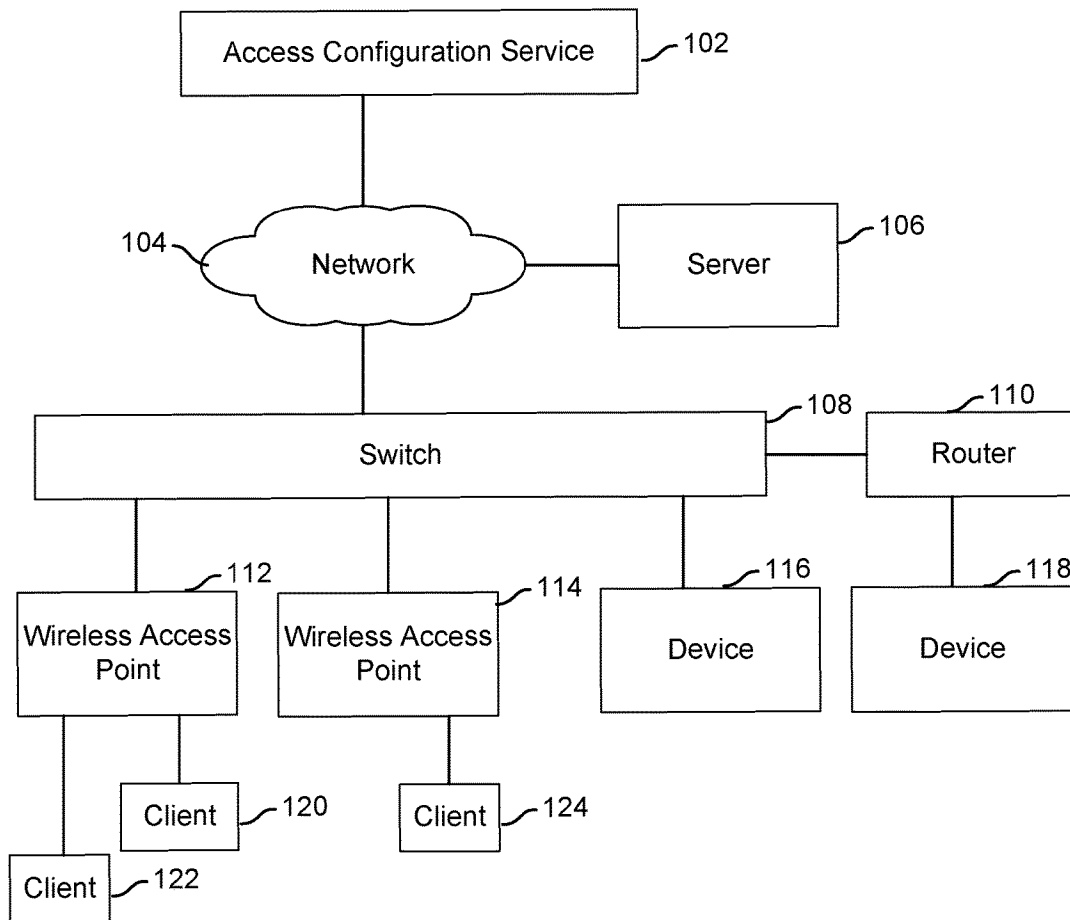 Access Configuration Service
102
104
Network
Server
106
Switch
108
110
Router
112
Wireless Access
Point
114
Wireless Access
Point
116
Device
118
Device
Client
120
Client
124
Client
122